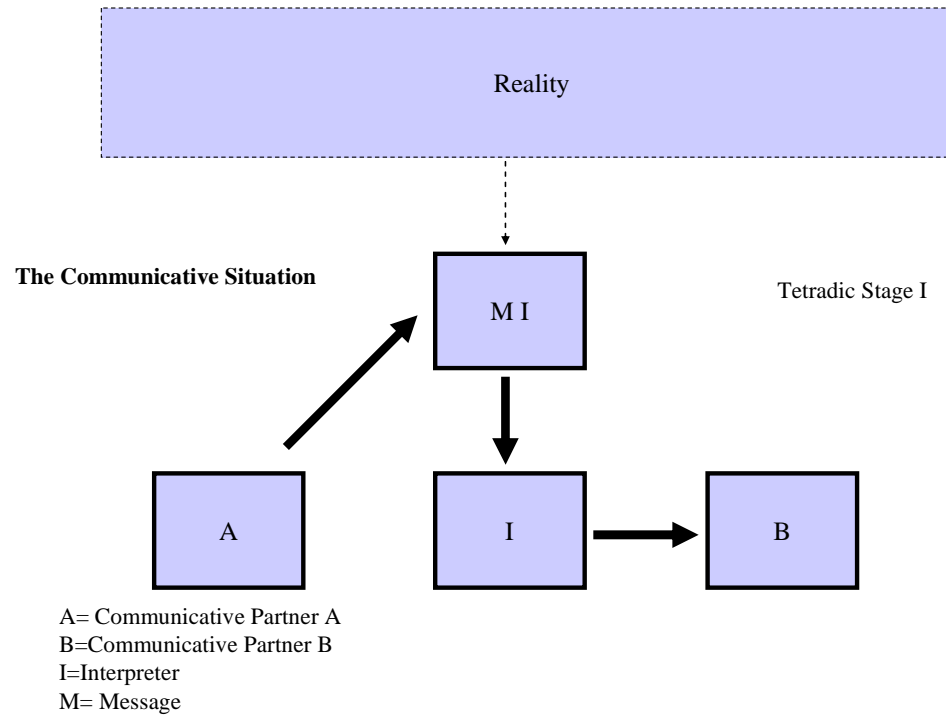 Reality
The Communicative Situation
Tetradic Stage I
M I
A
I
B
A= Communicative Partner A
B=Communicative Partner B
I=Interpreter
M= Message